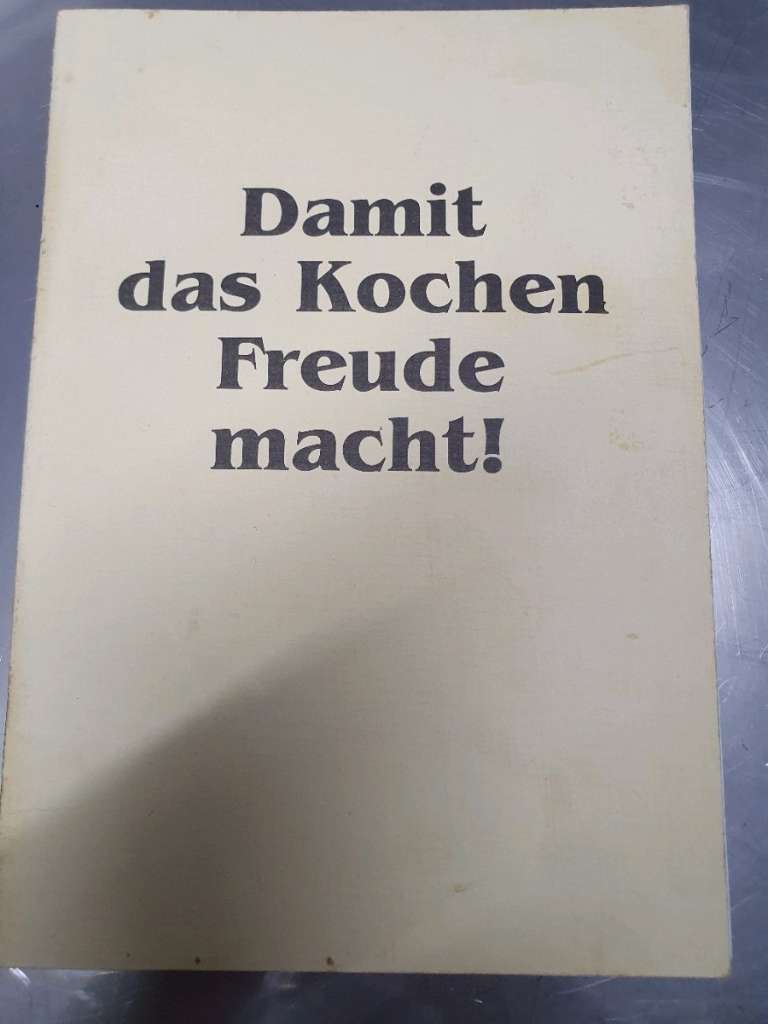 Damit
das Kochen
Freude
macht!